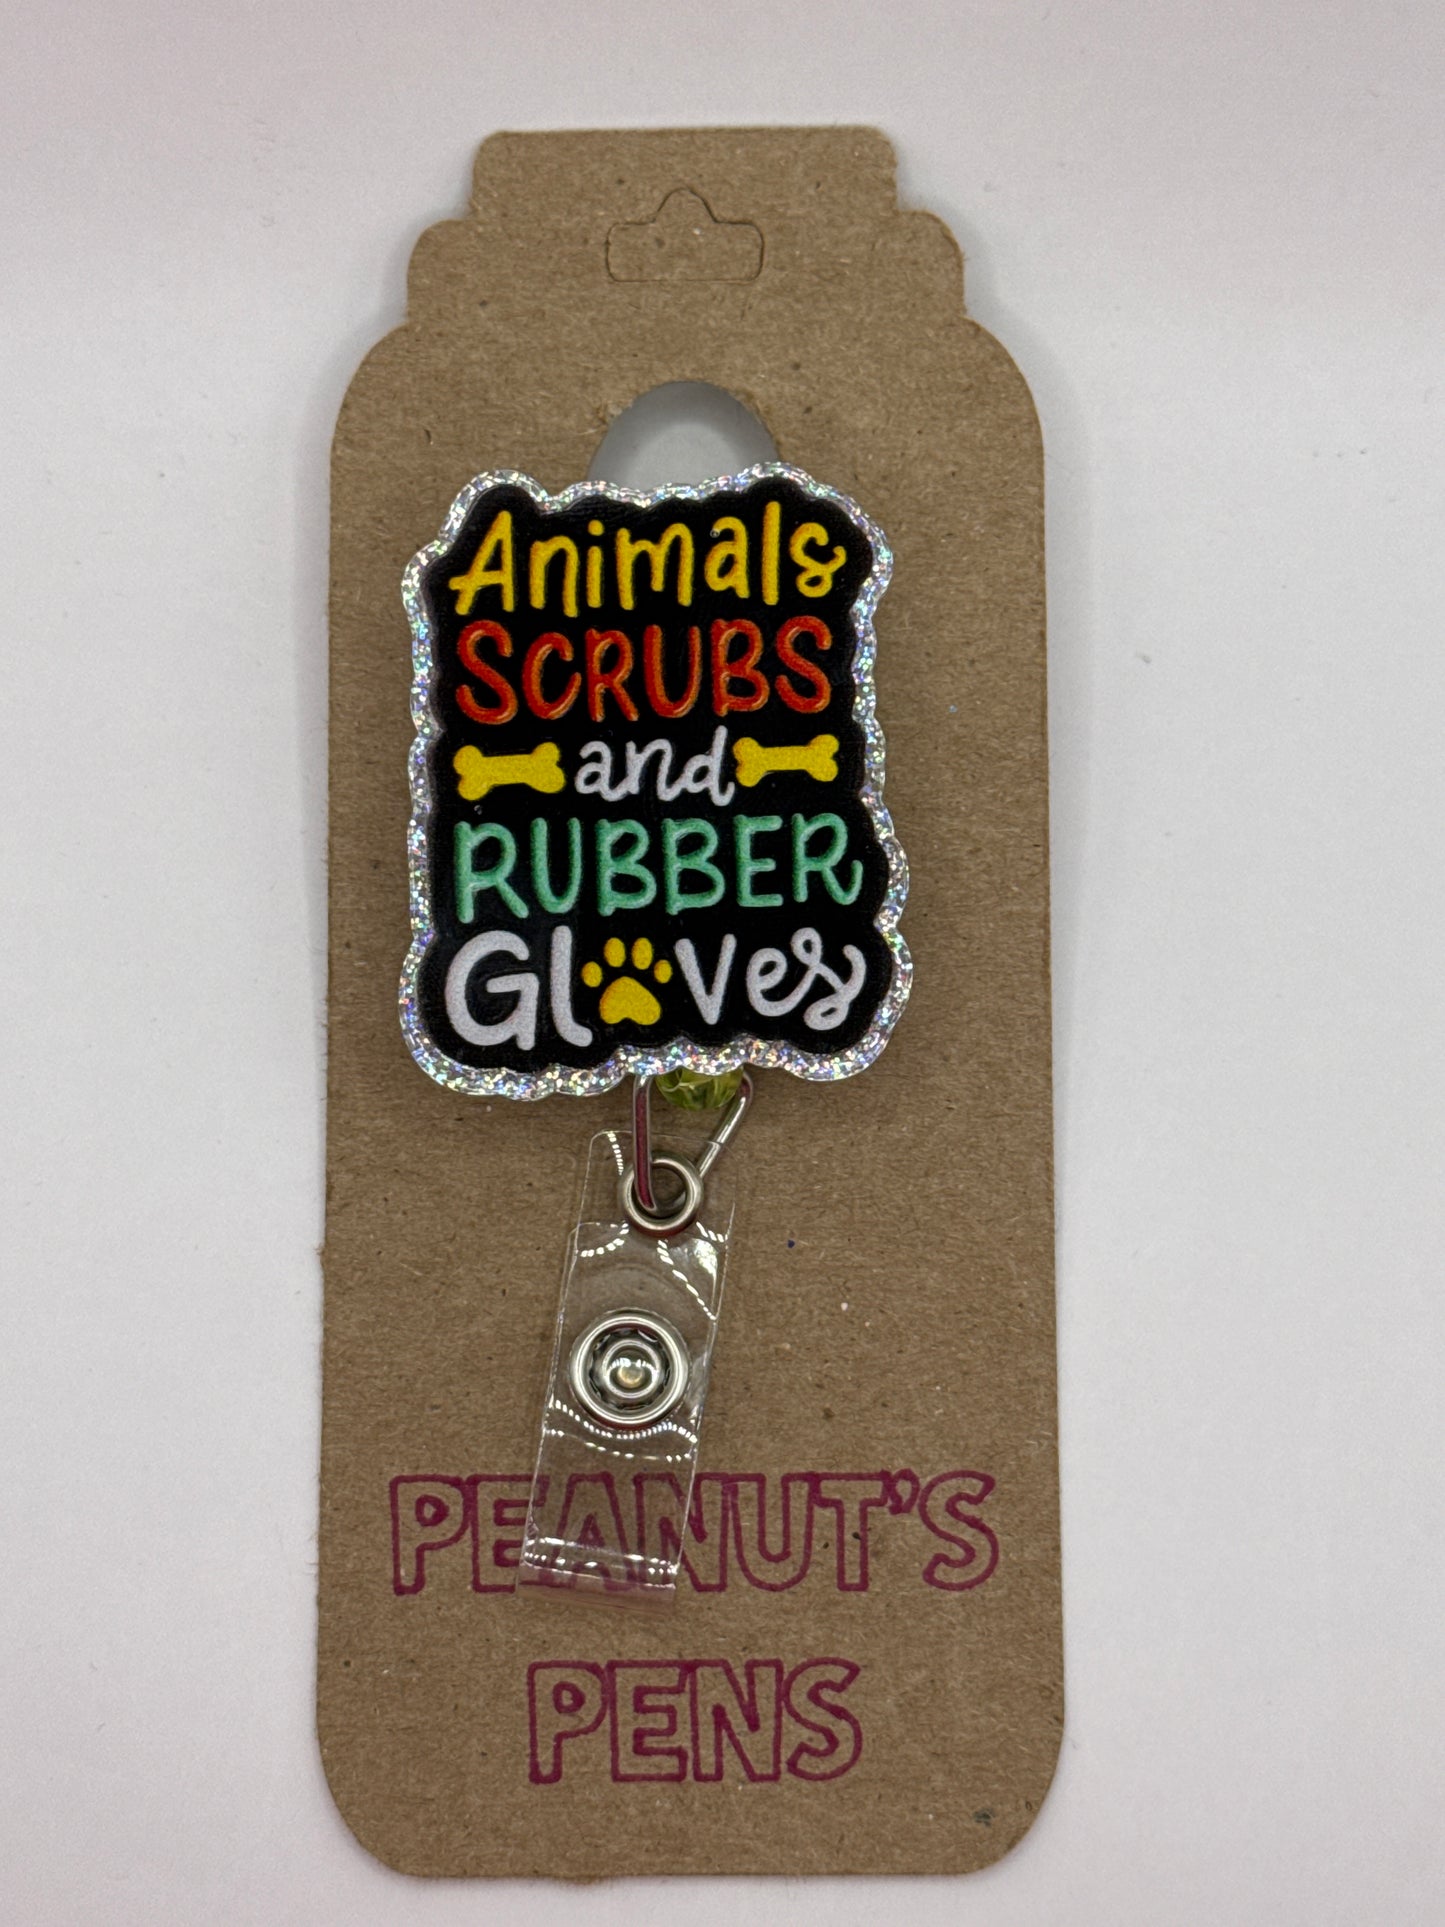 Animals
SCRUBS
and
RUBBER
Gloves
PEANUT'S
PENS